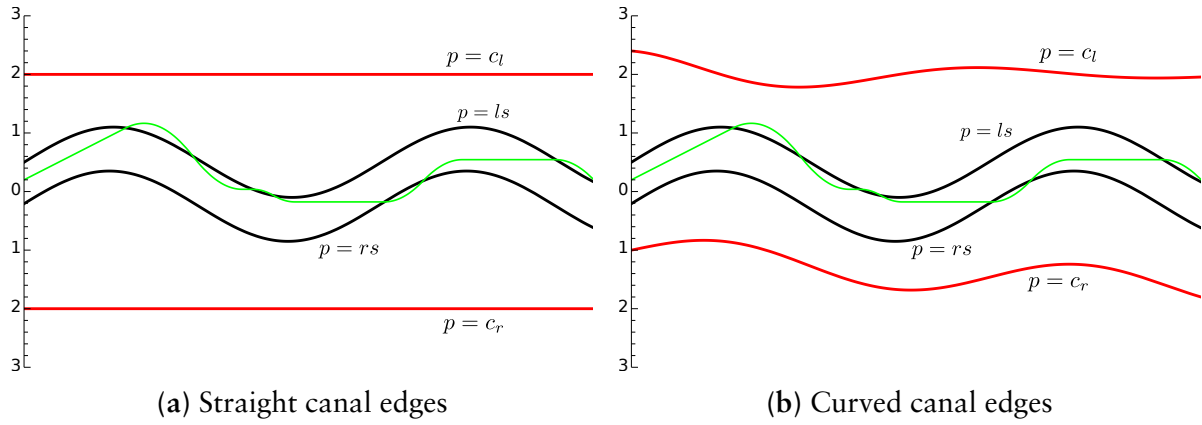 3
2
1
0
1
2
3
p = c_l
p = ls
p = rs
p = c_r
(a) Straight canal edges
3
2
1
0
1
2
3
p = c_l
p = ls
p = rs
p = c_r
(b) Curved canal edges